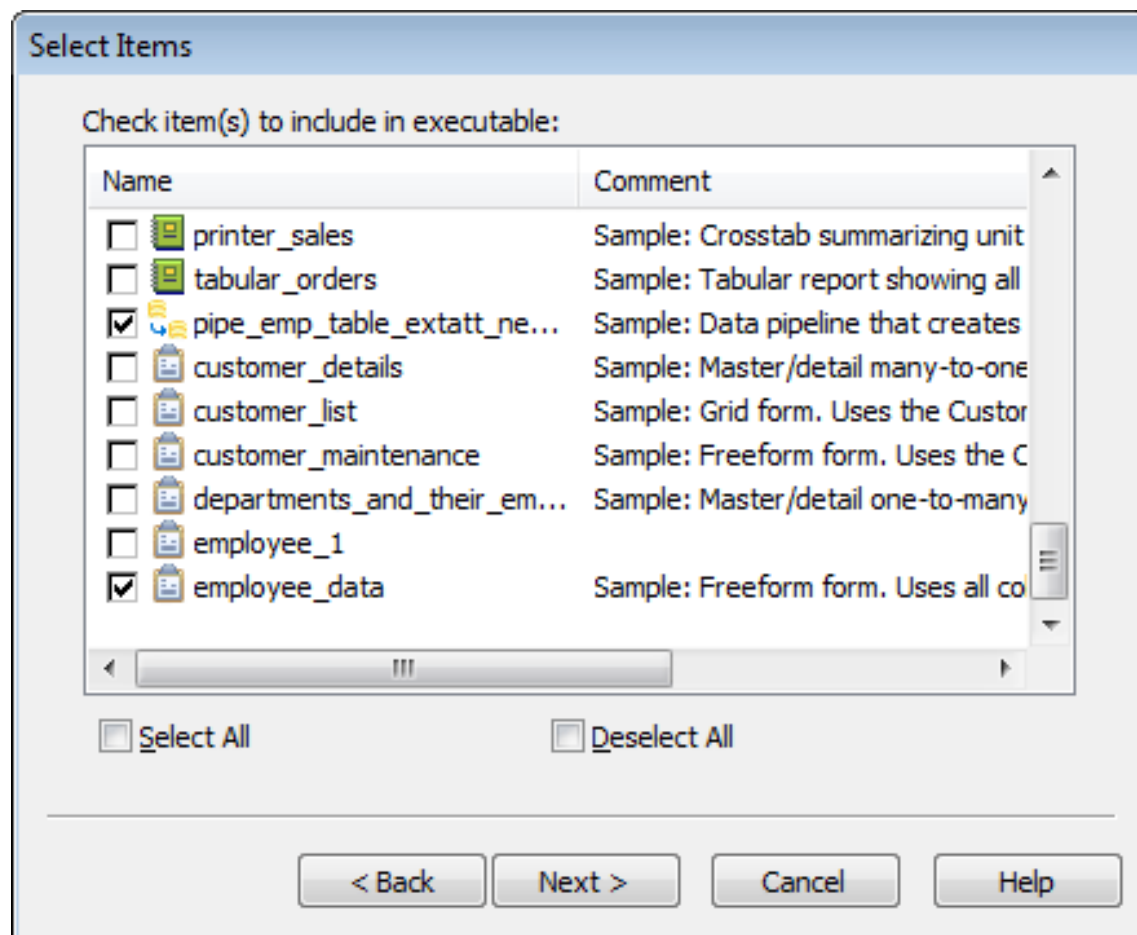 Select Items
Check item(s) to include in executable:
Name Comment
printer_sales Sample: Crosstab summarizing unit
tabular_orders Sample: Tabular report showing all
pipe_emp_table_extatt_ne... Sample: Data pipeline that creates
customer_details Sample: Master/detail many-to-one
customer_list Sample: Grid form. Uses the Custor
customer_maintenance Sample: Freeform form. Uses the C
departments_and_their_em... Sample: Master/detail one-to-many
employee_1
employee_data Sample: Freeform form. Uses all co
Select All Deselect All
< Back Next > Cancel Help